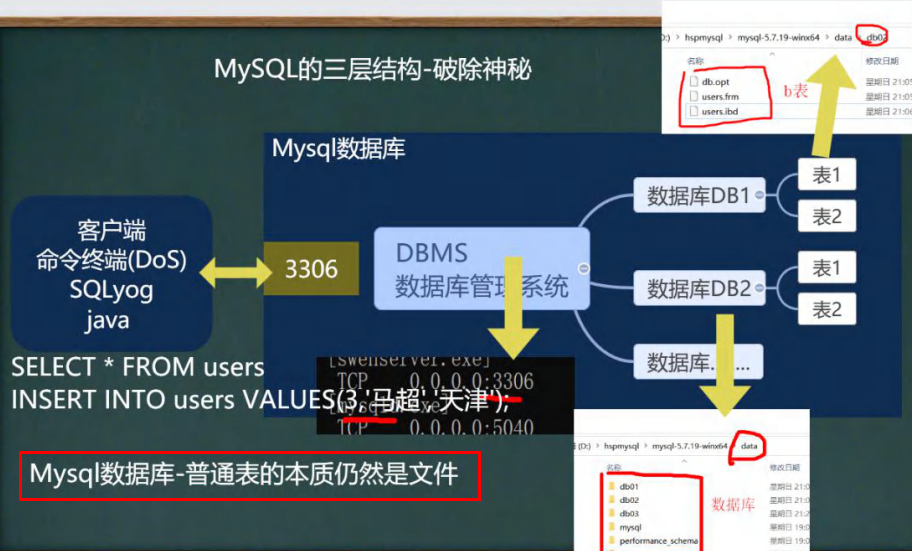 MySQL的三层结构-破除神秘
D:) > hspmysql > mysql-5.7.19-winx64 > data > db02
名称
修改日期
db.opt
星期日 21:05
users.frm
星期日 21:05
users.ibd
星期日 21:06
b表
Mysql数据库
客户端
命令终端(DoS)
SQLyog
java
3306
DBMS
数据库管理系统
数据库DB1
表1
表2
数据库DB2
表1
表2
数据库......
SELECT * FROM users
INSERT INTO users VALUES(3,'马超','天津');
[swenserver.exe]
TCP 0.0.0.0:3306
[mysqld.exe]
TCP 0.0.0.0:5040
Mysql数据库-普通表的本质仍然是文件
(D:) > hspmysql > mysql-5.7.19-winx64 > data
名称
修改日期
db01
星期日 21:0
db02
星期日 21:0
db03
星期日 21:2
mysql
星期日 19:0
performance_schema
星期日 19:0
数据库